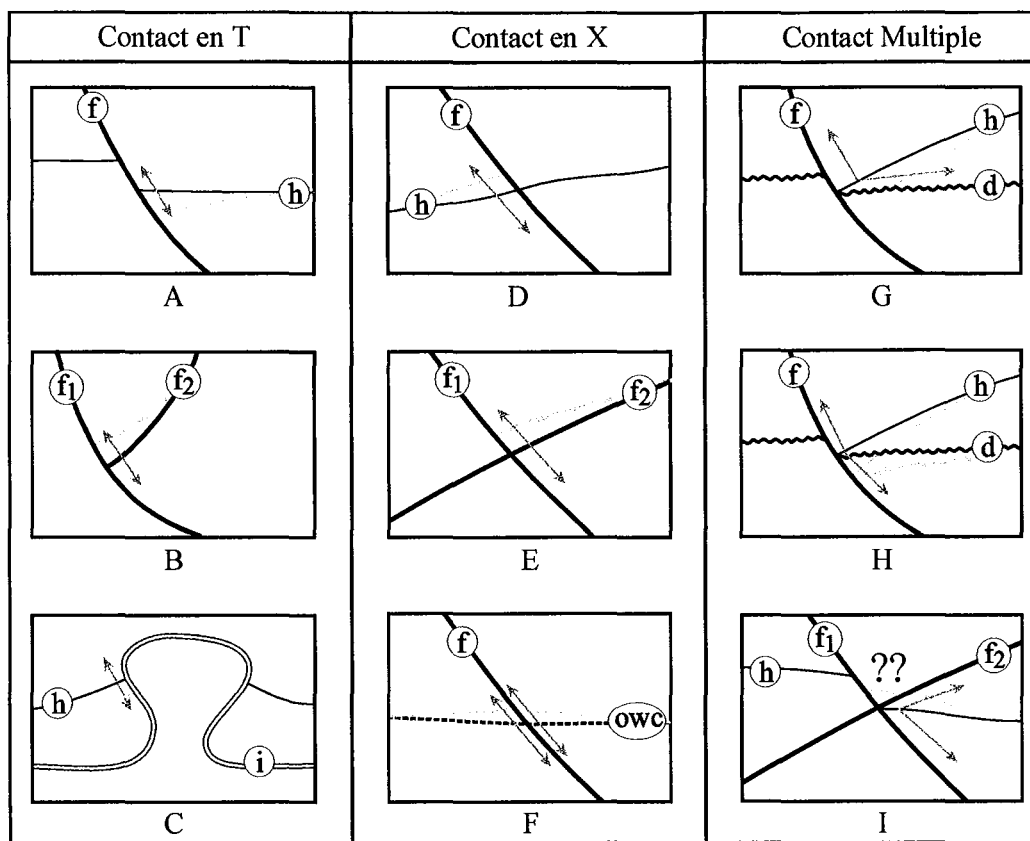 Contact en T Contact en X Contact Multiple
f h
A
f h
D
f h d
G
f1 f2
B
f1 f2
E
f h d
H
h i
C
f owc
F
f1 f2 h ??
I